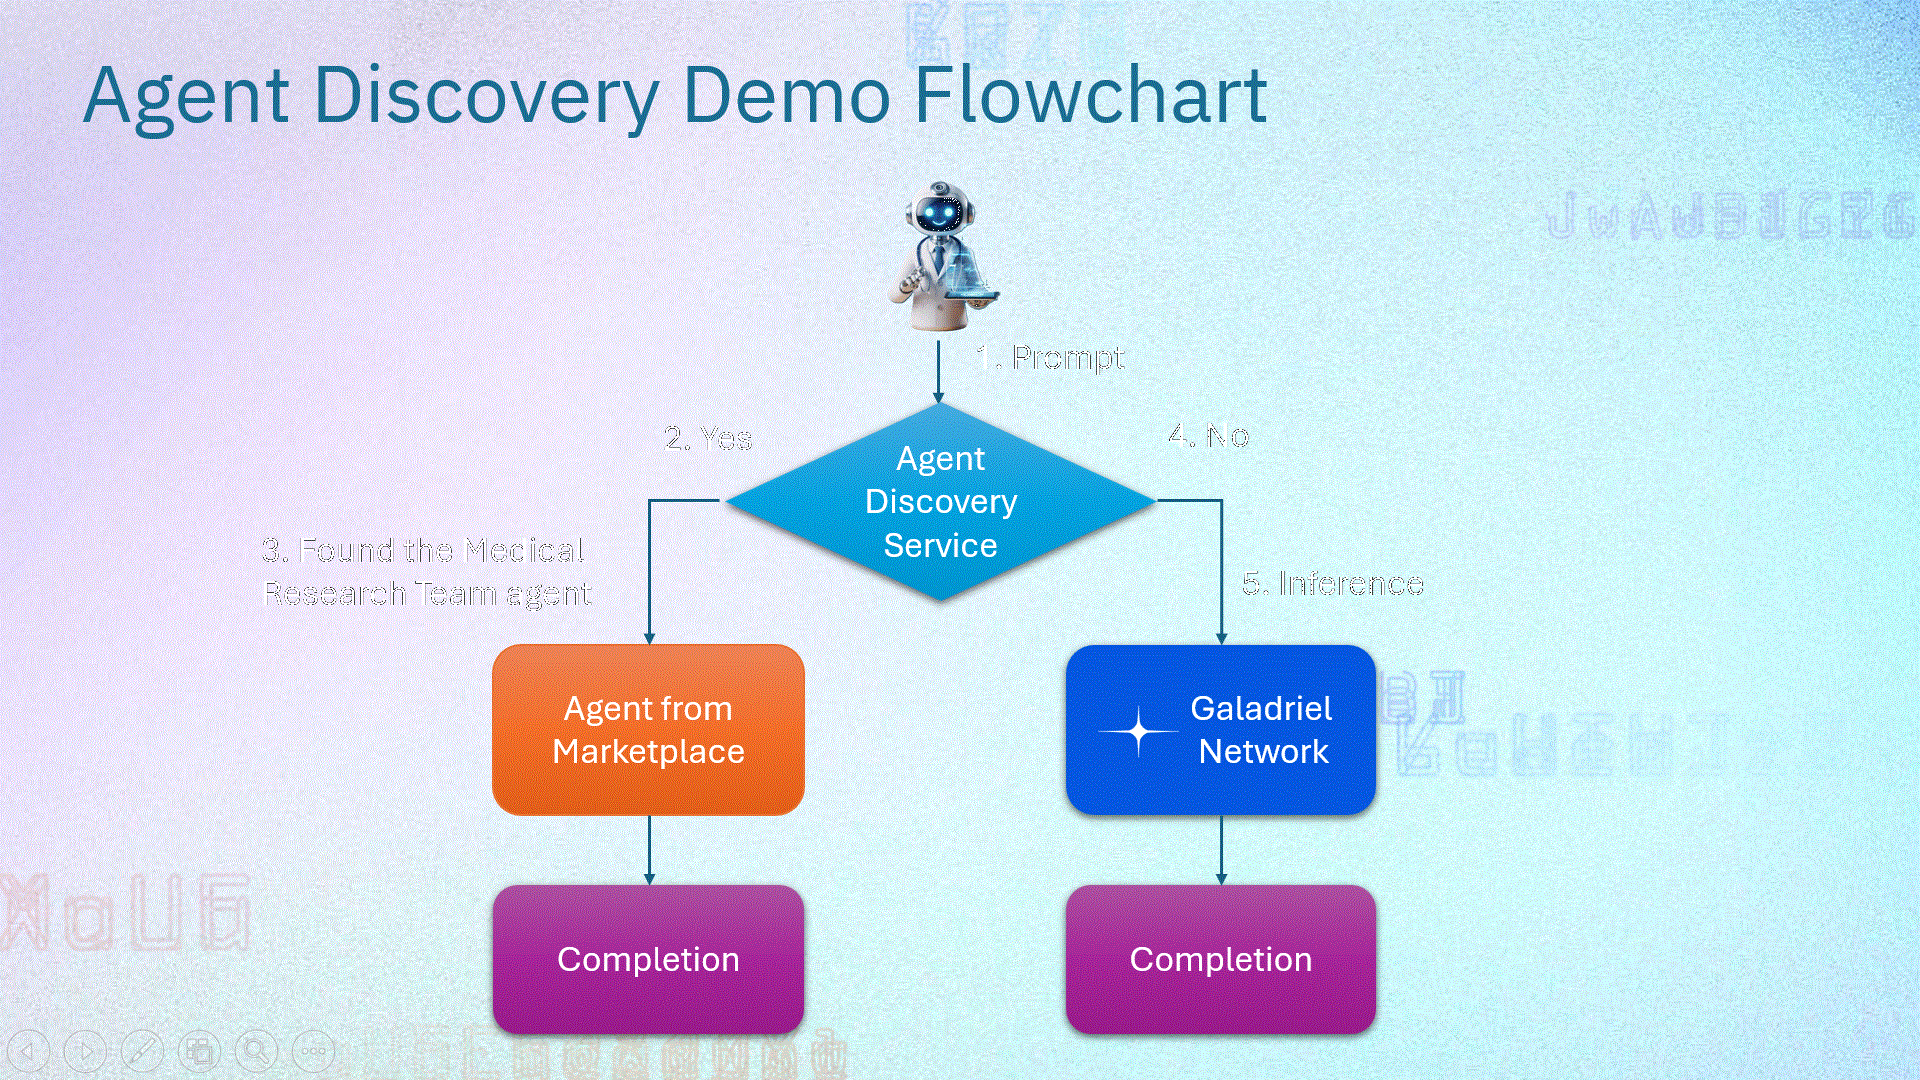 Agent Discovery Demo Flowchart
1. Prompt
2. Yes
4. No
Agent
Discovery
Service
3. Found the Medical
Research Team agent
5. Inference
Agent from
Marketplace
Galadriel
Network
Completion
Completion